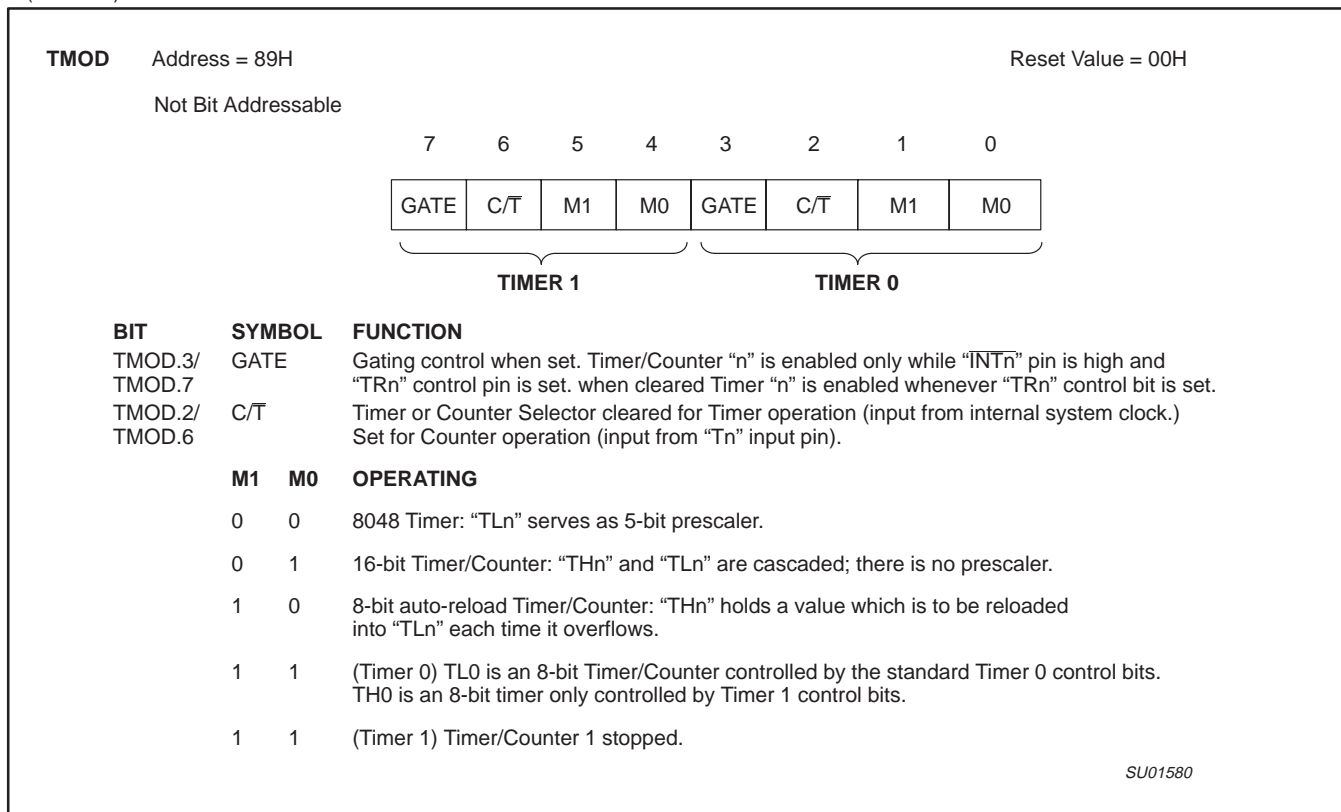 TMOD Address = 89H Reset Value = 00H
Not Bit Addressable
7 6 5 4 3 2 1 0
GATE C/T̅ M1 M0 GATE C/T̅ M1 M0
TIMER 1 TIMER 0
BIT SYMBOL FUNCTION
TMOD.3/ GATE Gating control when set. Timer/Counter “n” is enabled only while “I̅N̅T̅n̅” pin is high and
TMOD.7 “TRn” control pin is set. when cleared Timer “n” is enabled whenever “TRn” control bit is set.
TMOD.2/ C/T̅ Timer or Counter Selector cleared for Timer operation (input from internal system clock.)
TMOD.6 Set for Counter operation (input from “Tn” input pin).
M1 M0 OPERATING
0 0 8048 Timer: “TLn” serves as 5-bit prescaler.
0 1 16-bit Timer/Counter: “THn” and “TLn” are cascaded; there is no prescaler.
1 0 8-bit auto-reload Timer/Counter: “THn” holds a value which is to be reloaded
into “TLn” each time it overflows.
1 1 (Timer 0) TL0 is an 8-bit Timer/Counter controlled by the standard Timer 0 control bits.
TH0 is an 8-bit timer only controlled by Timer 1 control bits.
1 1 (Timer 1) Timer/Counter 1 stopped.
SU01580